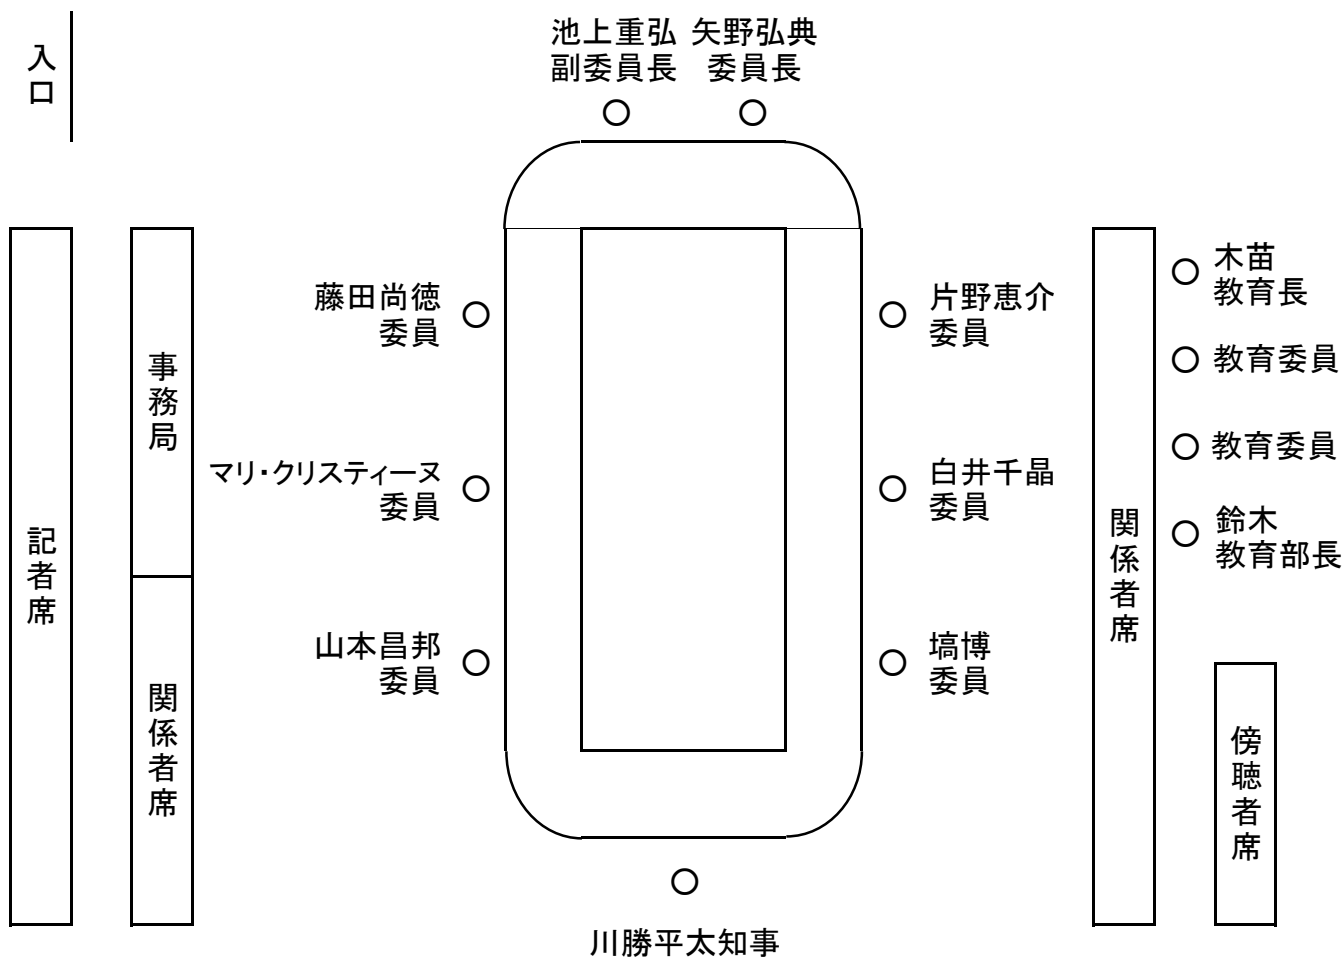 入口
池上重弘
副委員長
矢野弘典
委員長
記者席
事務局
関係者席
藤田尚徳
委員
マリ・クリスティーヌ
委員
山本昌邦
委員
片野恵介
委員
白井千晶
委員
塙博
委員
川勝平太知事
関係者席
木苗
教育長
教育委員
教育委員
鈴木
教育部長
傍聴者席